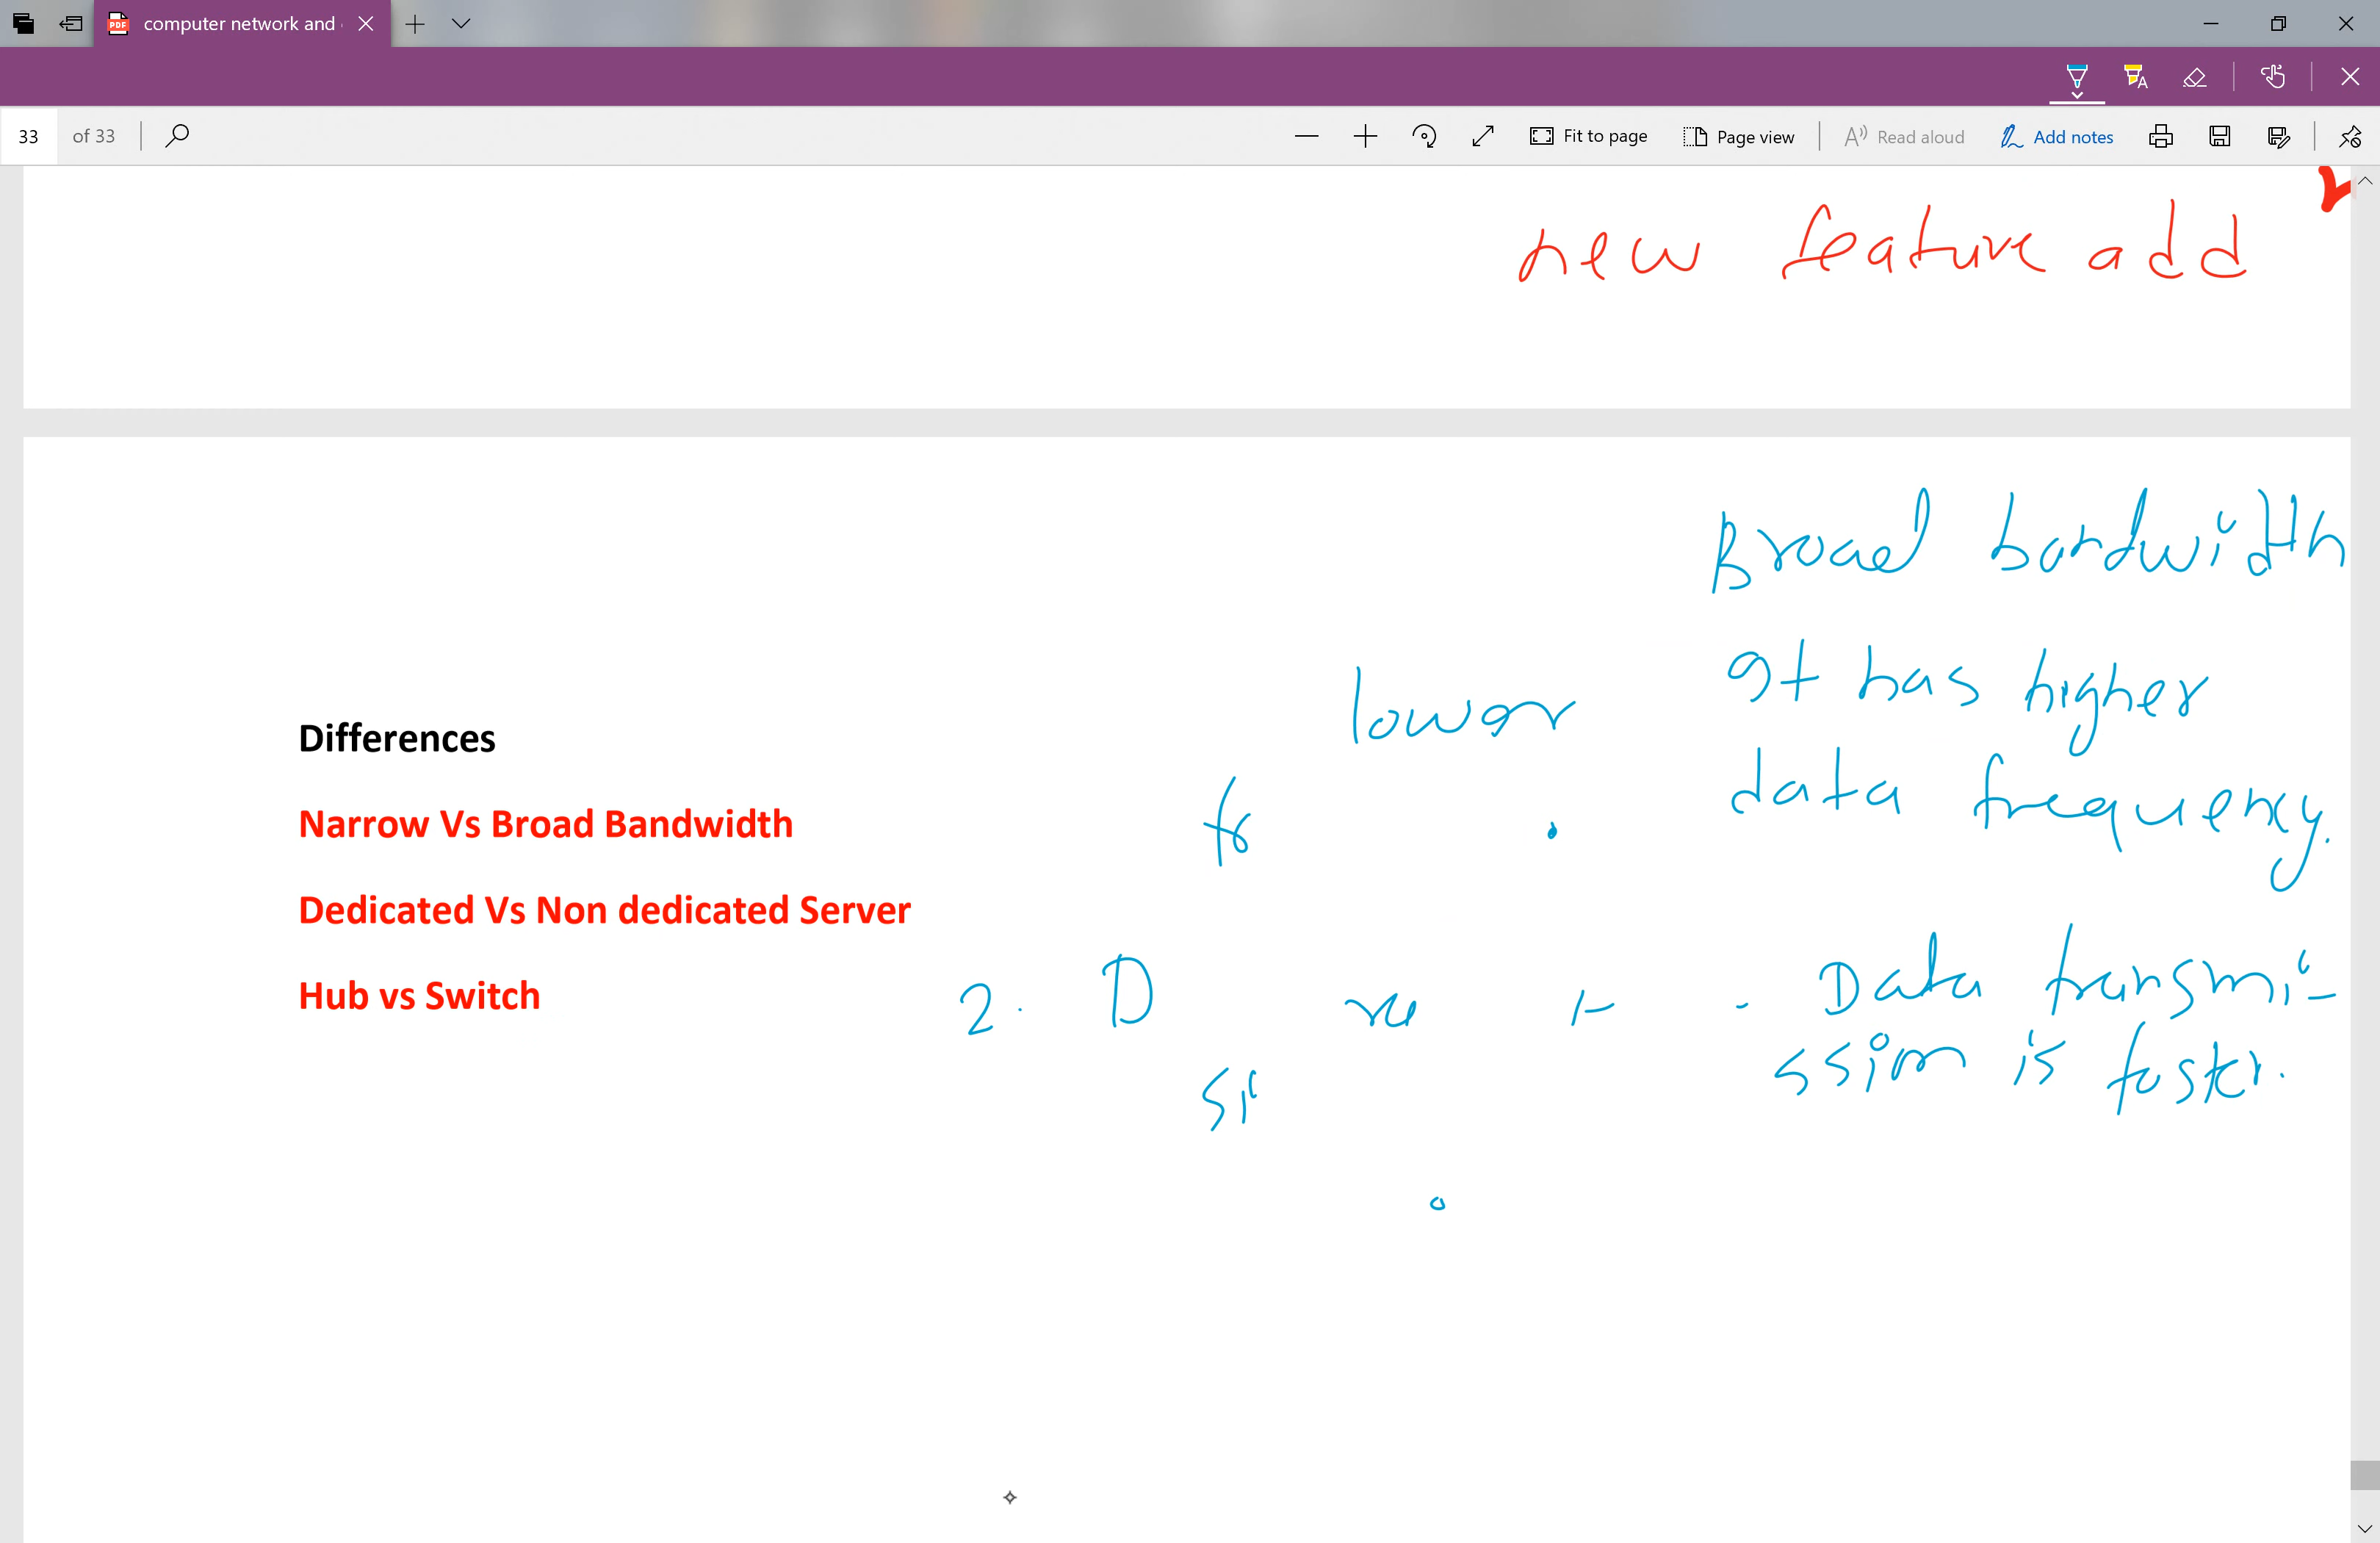 computer network and
33 of 33
Fit to page
Page view
Read aloud
Add notes
new feature add
Broad bandwidth
It has higher
data frequency.
lower
Differences
Narrow Vs Broad Bandwidth
Dedicated Vs Non dedicated Server
Hub vs Switch
2. D
- Data transmi-
ssion is faster.